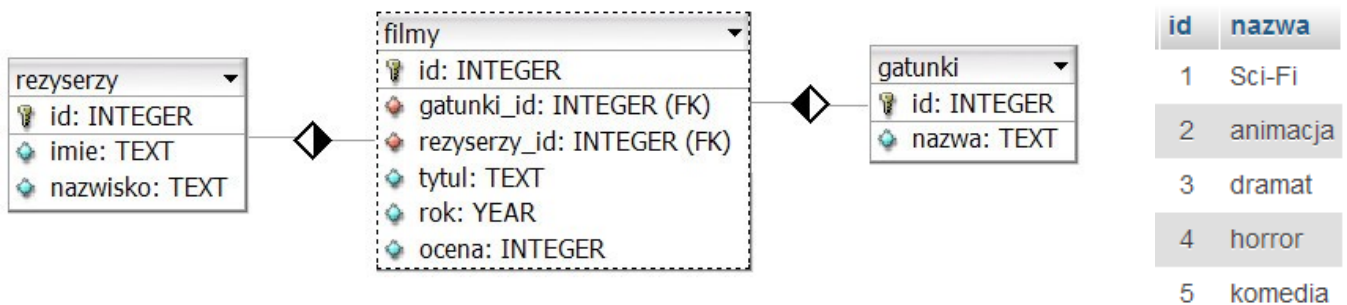 rezyserzy
id: INTEGER
imie: TEXT
nazwisko: TEXT
filmy
id: INTEGER
gatunki_id: INTEGER (FK)
rezyserzy_id: INTEGER (FK)
tytul: TEXT
rok: YEAR
ocena: INTEGER
gatunki
id: INTEGER
nazwa: TEXT
id nazwa
1 Sci-Fi
2 animacja
3 dramat
4 horror
5 komedia